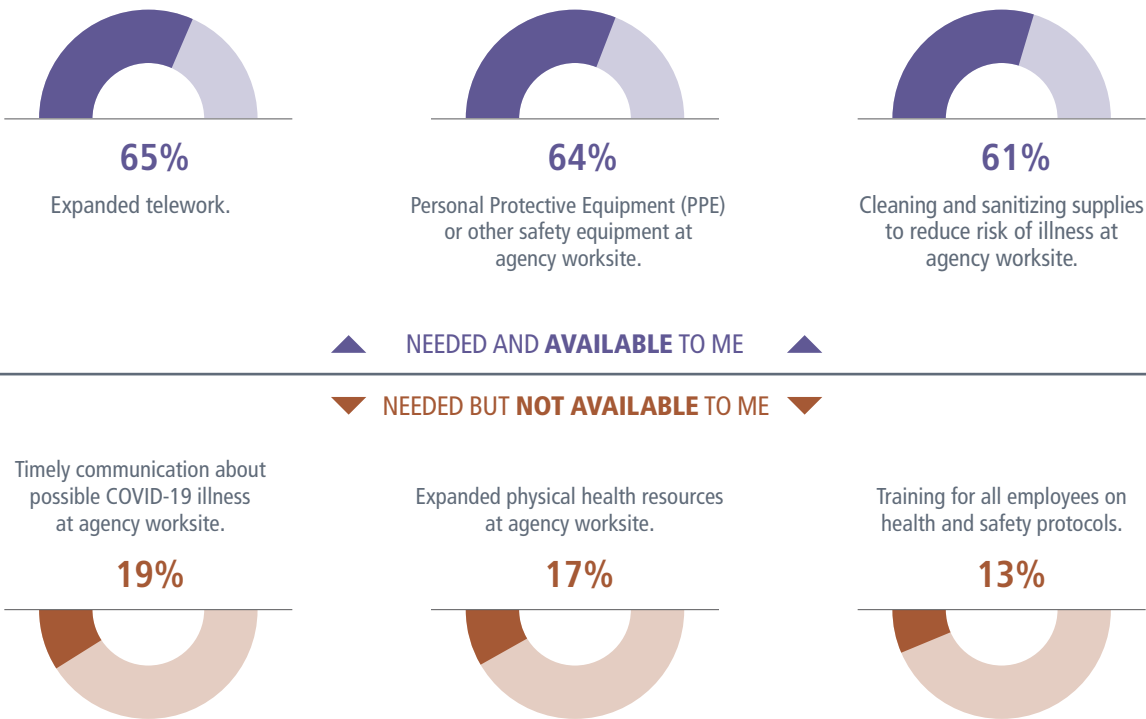 65%
Expanded telework.
64%
Personal Protective Equipment (PPE)
or other safety equipment at
agency worksite.
61%
Cleaning and sanitizing supplies
to reduce risk of illness at
agency worksite.
NEEDED AND AVAILABLE TO ME
NEEDED BUT NOT AVAILABLE TO ME
Timely communication about
possible COVID-19 illness
at agency worksite.
19%
Expanded physical health resources
at agency worksite.
17%
Training for all employees on
health and safety protocols.
13%